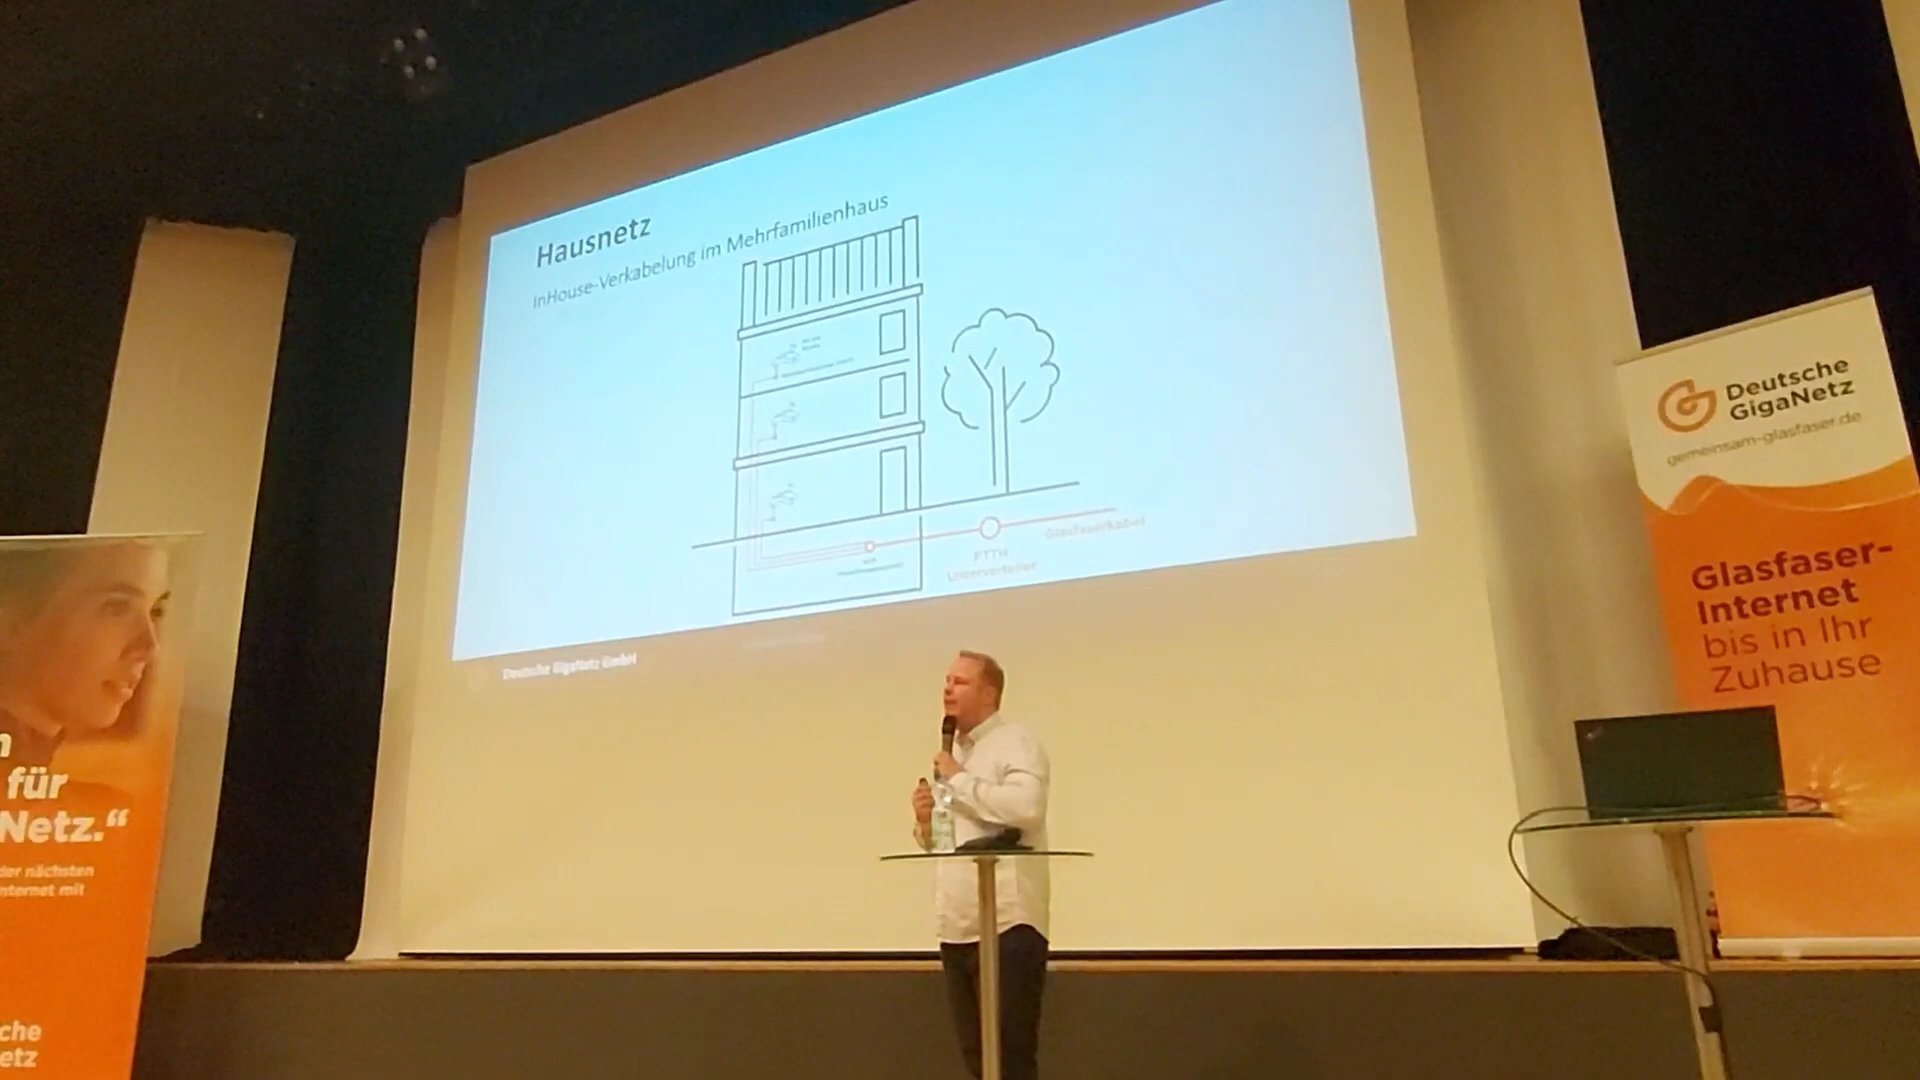 Hausnetz
InHouse-Verkabelung im Mehrfamilienhaus
Glasfaserkabel
FTTH
Unterverteiler
Deutsche GigaNetz GmbH
Deutsche
GigaNetz
gemeinsam-glasfaser.de
Glasfaser-
Internet
bis in Ihr
Zuhause
n
für
Netz.“
der nächsten
nternet mit
che
etz